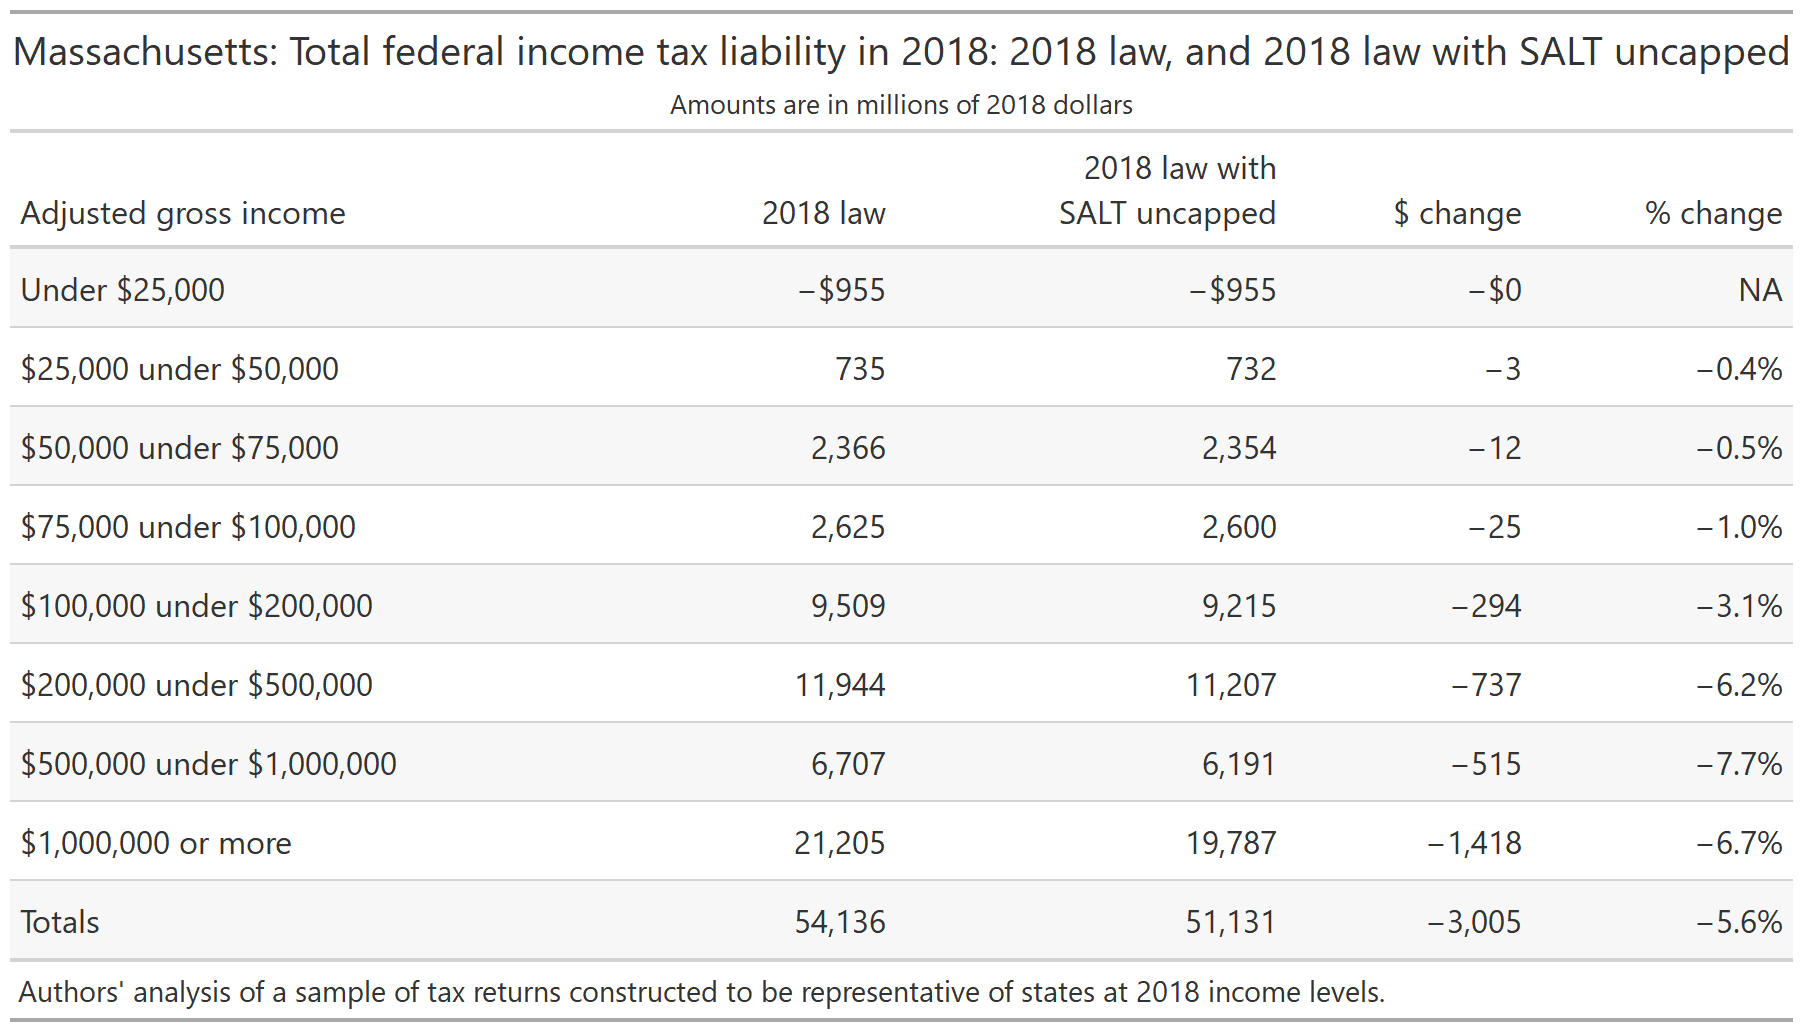 Massachusetts: Total federal income tax liability in 2018: 2018 law, and 2018 law with SALT uncapped
Amounts are in millions of 2018 dollars
Adjusted gross income 2018 law 2018 law with SALT uncapped $ change % change
Under $25,000 −$955 −$955 −$0 NA
$25,000 under $50,000 735 732 −3 −0.4%
$50,000 under $75,000 2,366 2,354 −12 −0.5%
$75,000 under $100,000 2,625 2,600 −25 −1.0%
$100,000 under $200,000 9,509 9,215 −294 −3.1%
$200,000 under $500,000 11,944 11,207 −737 −6.2%
$500,000 under $1,000,000 6,707 6,191 −515 −7.7%
$1,000,000 or more 21,205 19,787 −1,418 −6.7%
Totals 54,136 51,131 −3,005 −5.6%
Authors' analysis of a sample of tax returns constructed to be representative of states at 2018 income levels.